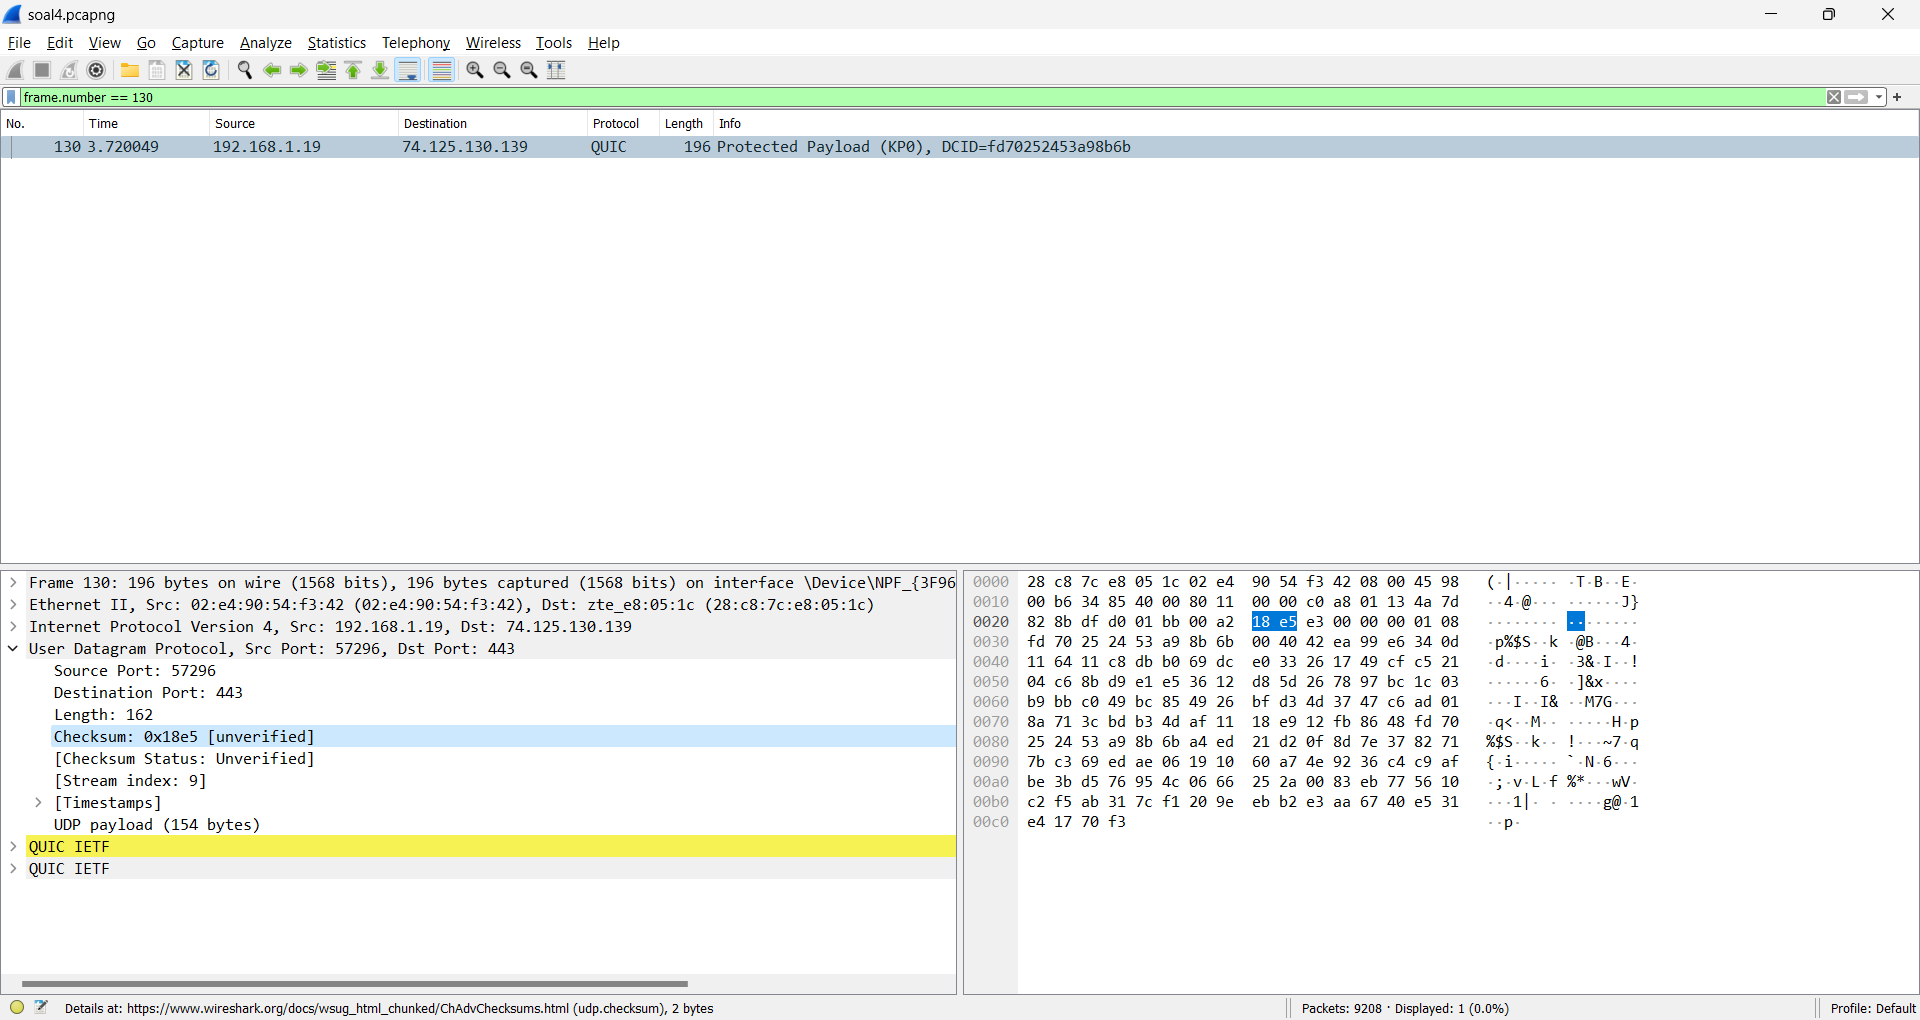 soal4.pcapng
File Edit View Go Capture Analyze Statistics Telephony Wireless Tools Help
frame.number == 130
No. Time Source Destination Protocol Length Info
130 3.720049 192.168.1.19 74.125.130.139 QUIC 196 Protected Payload (KP0), DCID=fd70252453a98b6b
Frame 130: 196 bytes on wire (1568 bits), 196 bytes captured (1568 bits) on interface \Device\NPF_{3F96
Ethernet II, Src: 02:e4:90:54:f3:42 (02:e4:90:54:f3:42), Dst: zte_e8:05:1c (28:c8:7c:e8:05:1c)
Internet Protocol Version 4, Src: 192.168.1.19, Dst: 74.125.130.139
User Datagram Protocol, Src Port: 57296, Dst Port: 443
Source Port: 57296
Destination Port: 443
Length: 162
Checksum: 0x18e5 [unverified]
[Checksum Status: Unverified]
[Stream index: 9]
[Timestamps]
UDP payload (154 bytes)
QUIC IETF
QUIC IETF
0000 28 c8 7c e8 05 1c 02 e4 90 54 f3 42 08 00 45 98 (·|····· ·T·B··E·
0010 00 b6 34 85 40 00 80 11 00 00 c0 a8 01 13 4a 7d ··4·@··· ······J}
0020 82 8b df d0 01 bb 00 a2 18 e5 e3 00 00 00 01 08 ········ ········
0030 fd 70 25 24 53 a9 8b 6b 00 40 42 ea 99 e6 34 0d ·p%$S··k ·@B···4·
0040 11 64 11 c8 db b0 69 dc e0 33 26 17 49 cf c5 21 ·d····i· ·3&·I··!
0050 04 c6 8b d9 e1 e5 36 12 d8 5d 26 78 97 bc 1c 03 ······6· ·]&x····
0060 b9 bb c0 49 bc 85 49 26 bf d3 4d 37 47 c6 ad 01 ···I··I& ··M7G···
0070 8a 71 3c bd b3 4d af 11 18 e9 12 fb 86 48 fd 70 ·q<··M·· ·····H·p
0080 25 24 53 a9 8b 6b a4 ed 21 d2 0f 8d 7e 37 82 71 %$S··k·· !···~7·q
0090 7b c3 69 ed ae 06 19 10 60 a7 4e 92 36 c4 c9 af {·i····· `·N·6···
00a0 be 3b d5 76 95 4c 06 66 25 2a 00 83 eb 77 56 10 ·;·v·L·f %*···wV·
00b0 c2 f5 ab 31 7c f1 20 9e eb b2 e3 aa 67 40 e5 31 ···1|· · ····g@·1
00c0 e4 17 70 f3 ··p·
Details at: https://www.wireshark.org/docs/wsug_html_chunked/ChAdvChecksums.html (udp.checksum), 2 bytes
Packets: 9208 · Displayed: 1 (0.0%)
Profile: Default